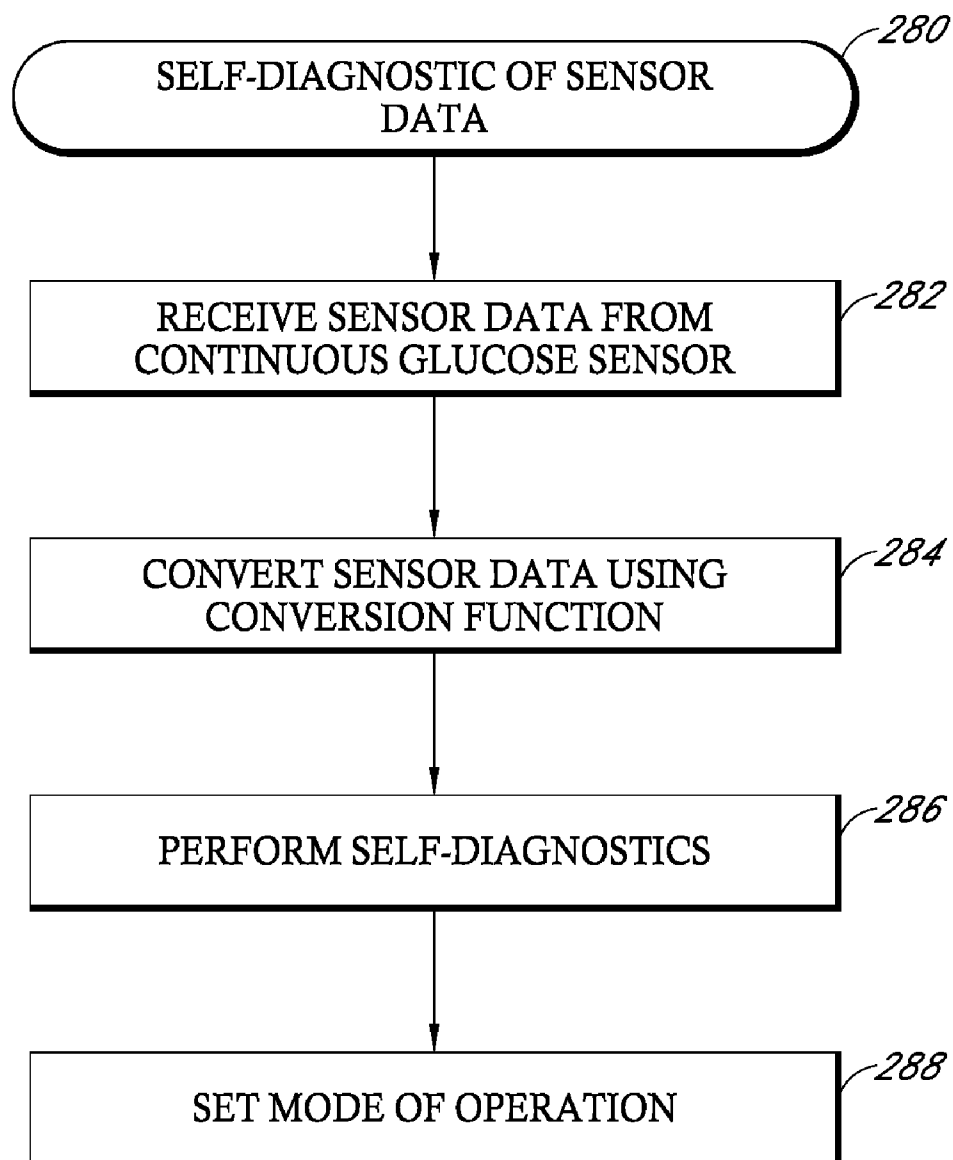 280
SELF-DIAGNOSTIC OF SENSOR
DATA
282
RECEIVE SENSOR DATA FROM
CONTINUOUS GLUCOSE SENSOR
284
CONVERT SENSOR DATA USING
CONVERSION FUNCTION
286
PERFORM SELF-DIAGNOSTICS
288
SET MODE OF OPERATION